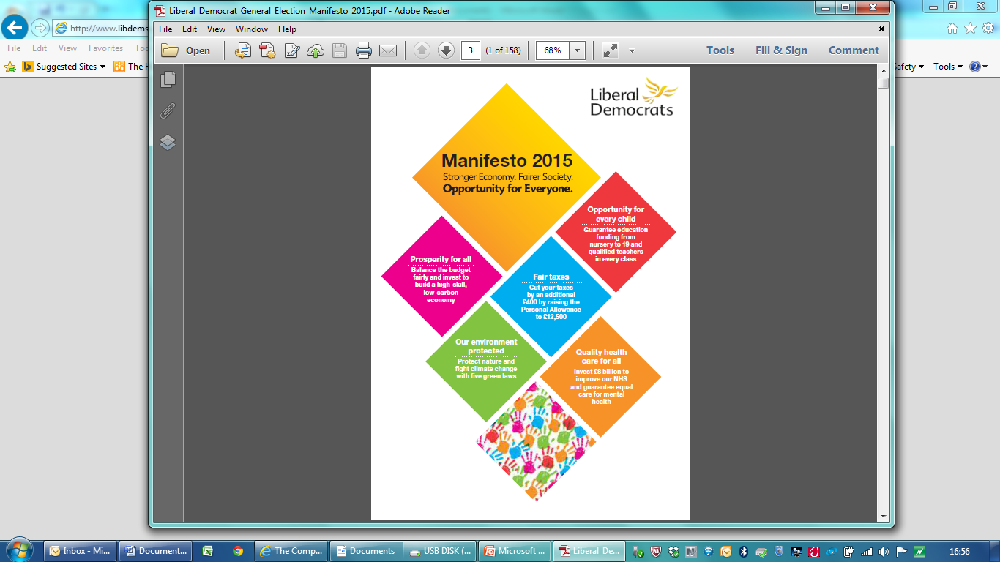 Liberal_Democrat_General_Election_Manifesto_2015.pdf - Adobe Reader
http://www.libdems
File Edit View Favorites Too
Suggested Sites The H
Safety Tools
File Edit View Window Help
Open 3 (1 of 158) 68% Tools Fill & Sign Comment
Liberal
Democrats
Manifesto 2015
Stronger Economy. Fairer Society.
Opportunity for Everyone.
Opportunity for
every child
Guarantee education
funding from
nursery to 19 and
qualified teachers
in every class
Prosperity for all
Balance the budget
fairly and invest to
build a high-skill,
low-carbon
economy
Fair taxes
Cut your taxes
by an additional
£400 by raising the
Personal Allowance
to £12,500
Our environment
protected
Protect nature and
fight climate change
with five green laws
Quality health
care for all
Invest £8 billion to
improve our NHS
and guarantee equal
care for mental
health
Inbox - Mi... Document... The Comp... Documents USB DISK (... Microsoft ... Liberal_De... 16:56